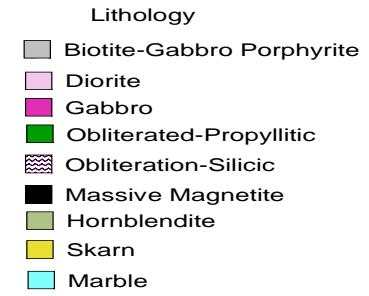 Lithology
Biotite-Gabbro Porphyrite
Diorite
Gabbro
Obliterated-Propyllitic
Obliteration-Silicic
Massive Magnetite
Hornblendite
Skarn
Marble